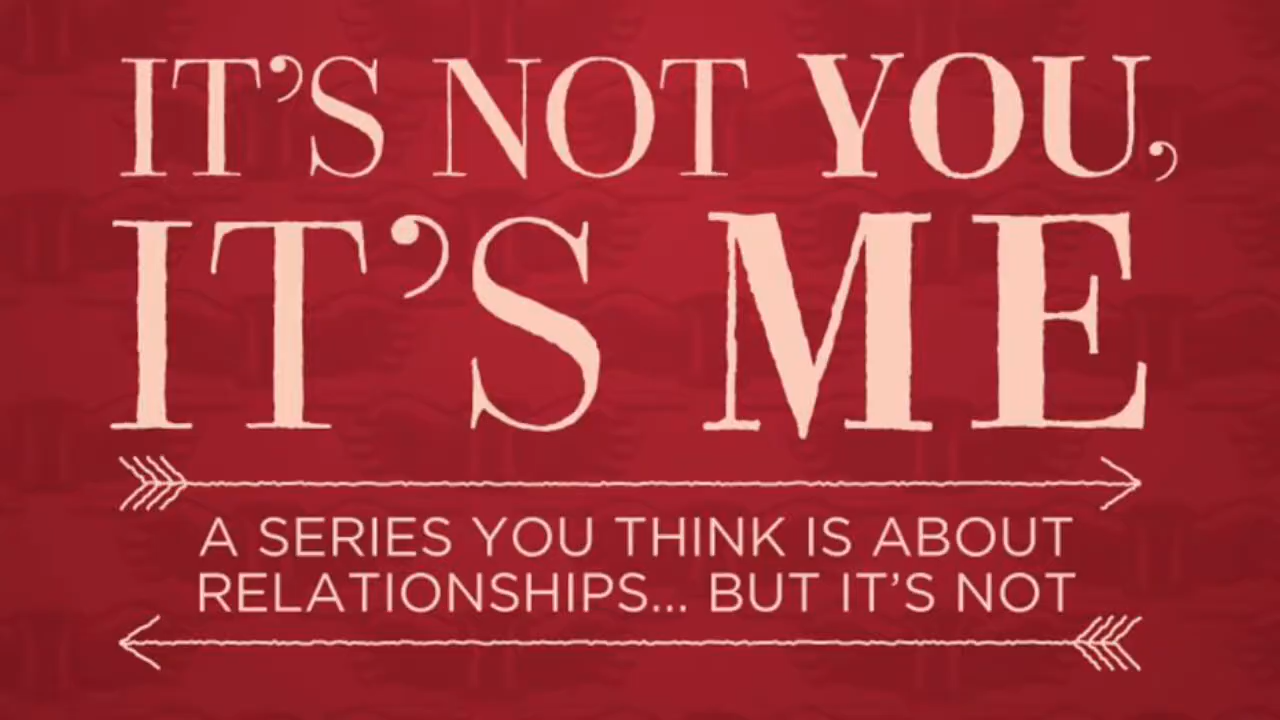 IT’S NOT YOU,
IT’S ME
A SERIES YOU THINK IS ABOUT
RELATIONSHIPS... BUT IT’S NOT